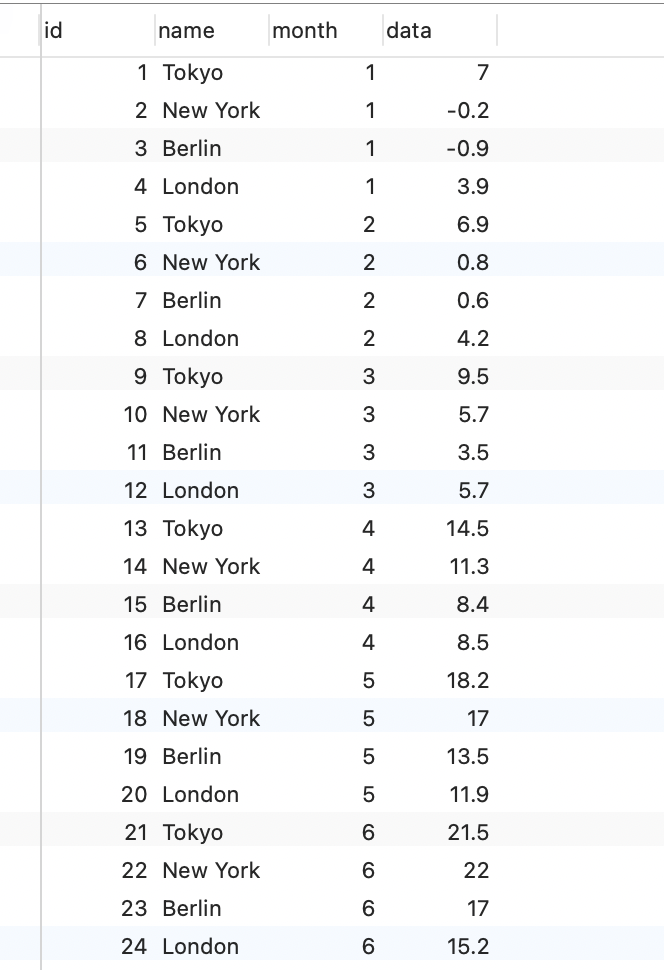 id name month data
1 Tokyo 1 7
2 New York 1 -0.2
3 Berlin 1 -0.9
4 London 1 3.9
5 Tokyo 2 6.9
6 New York 2 0.8
7 Berlin 2 0.6
8 London 2 4.2
9 Tokyo 3 9.5
10 New York 3 5.7
11 Berlin 3 3.5
12 London 3 5.7
13 Tokyo 4 14.5
14 New York 4 11.3
15 Berlin 4 8.4
16 London 4 8.5
17 Tokyo 5 18.2
18 New York 5 17
19 Berlin 5 13.5
20 London 5 11.9
21 Tokyo 6 21.5
22 New York 6 22
23 Berlin 6 17
24 London 6 15.2